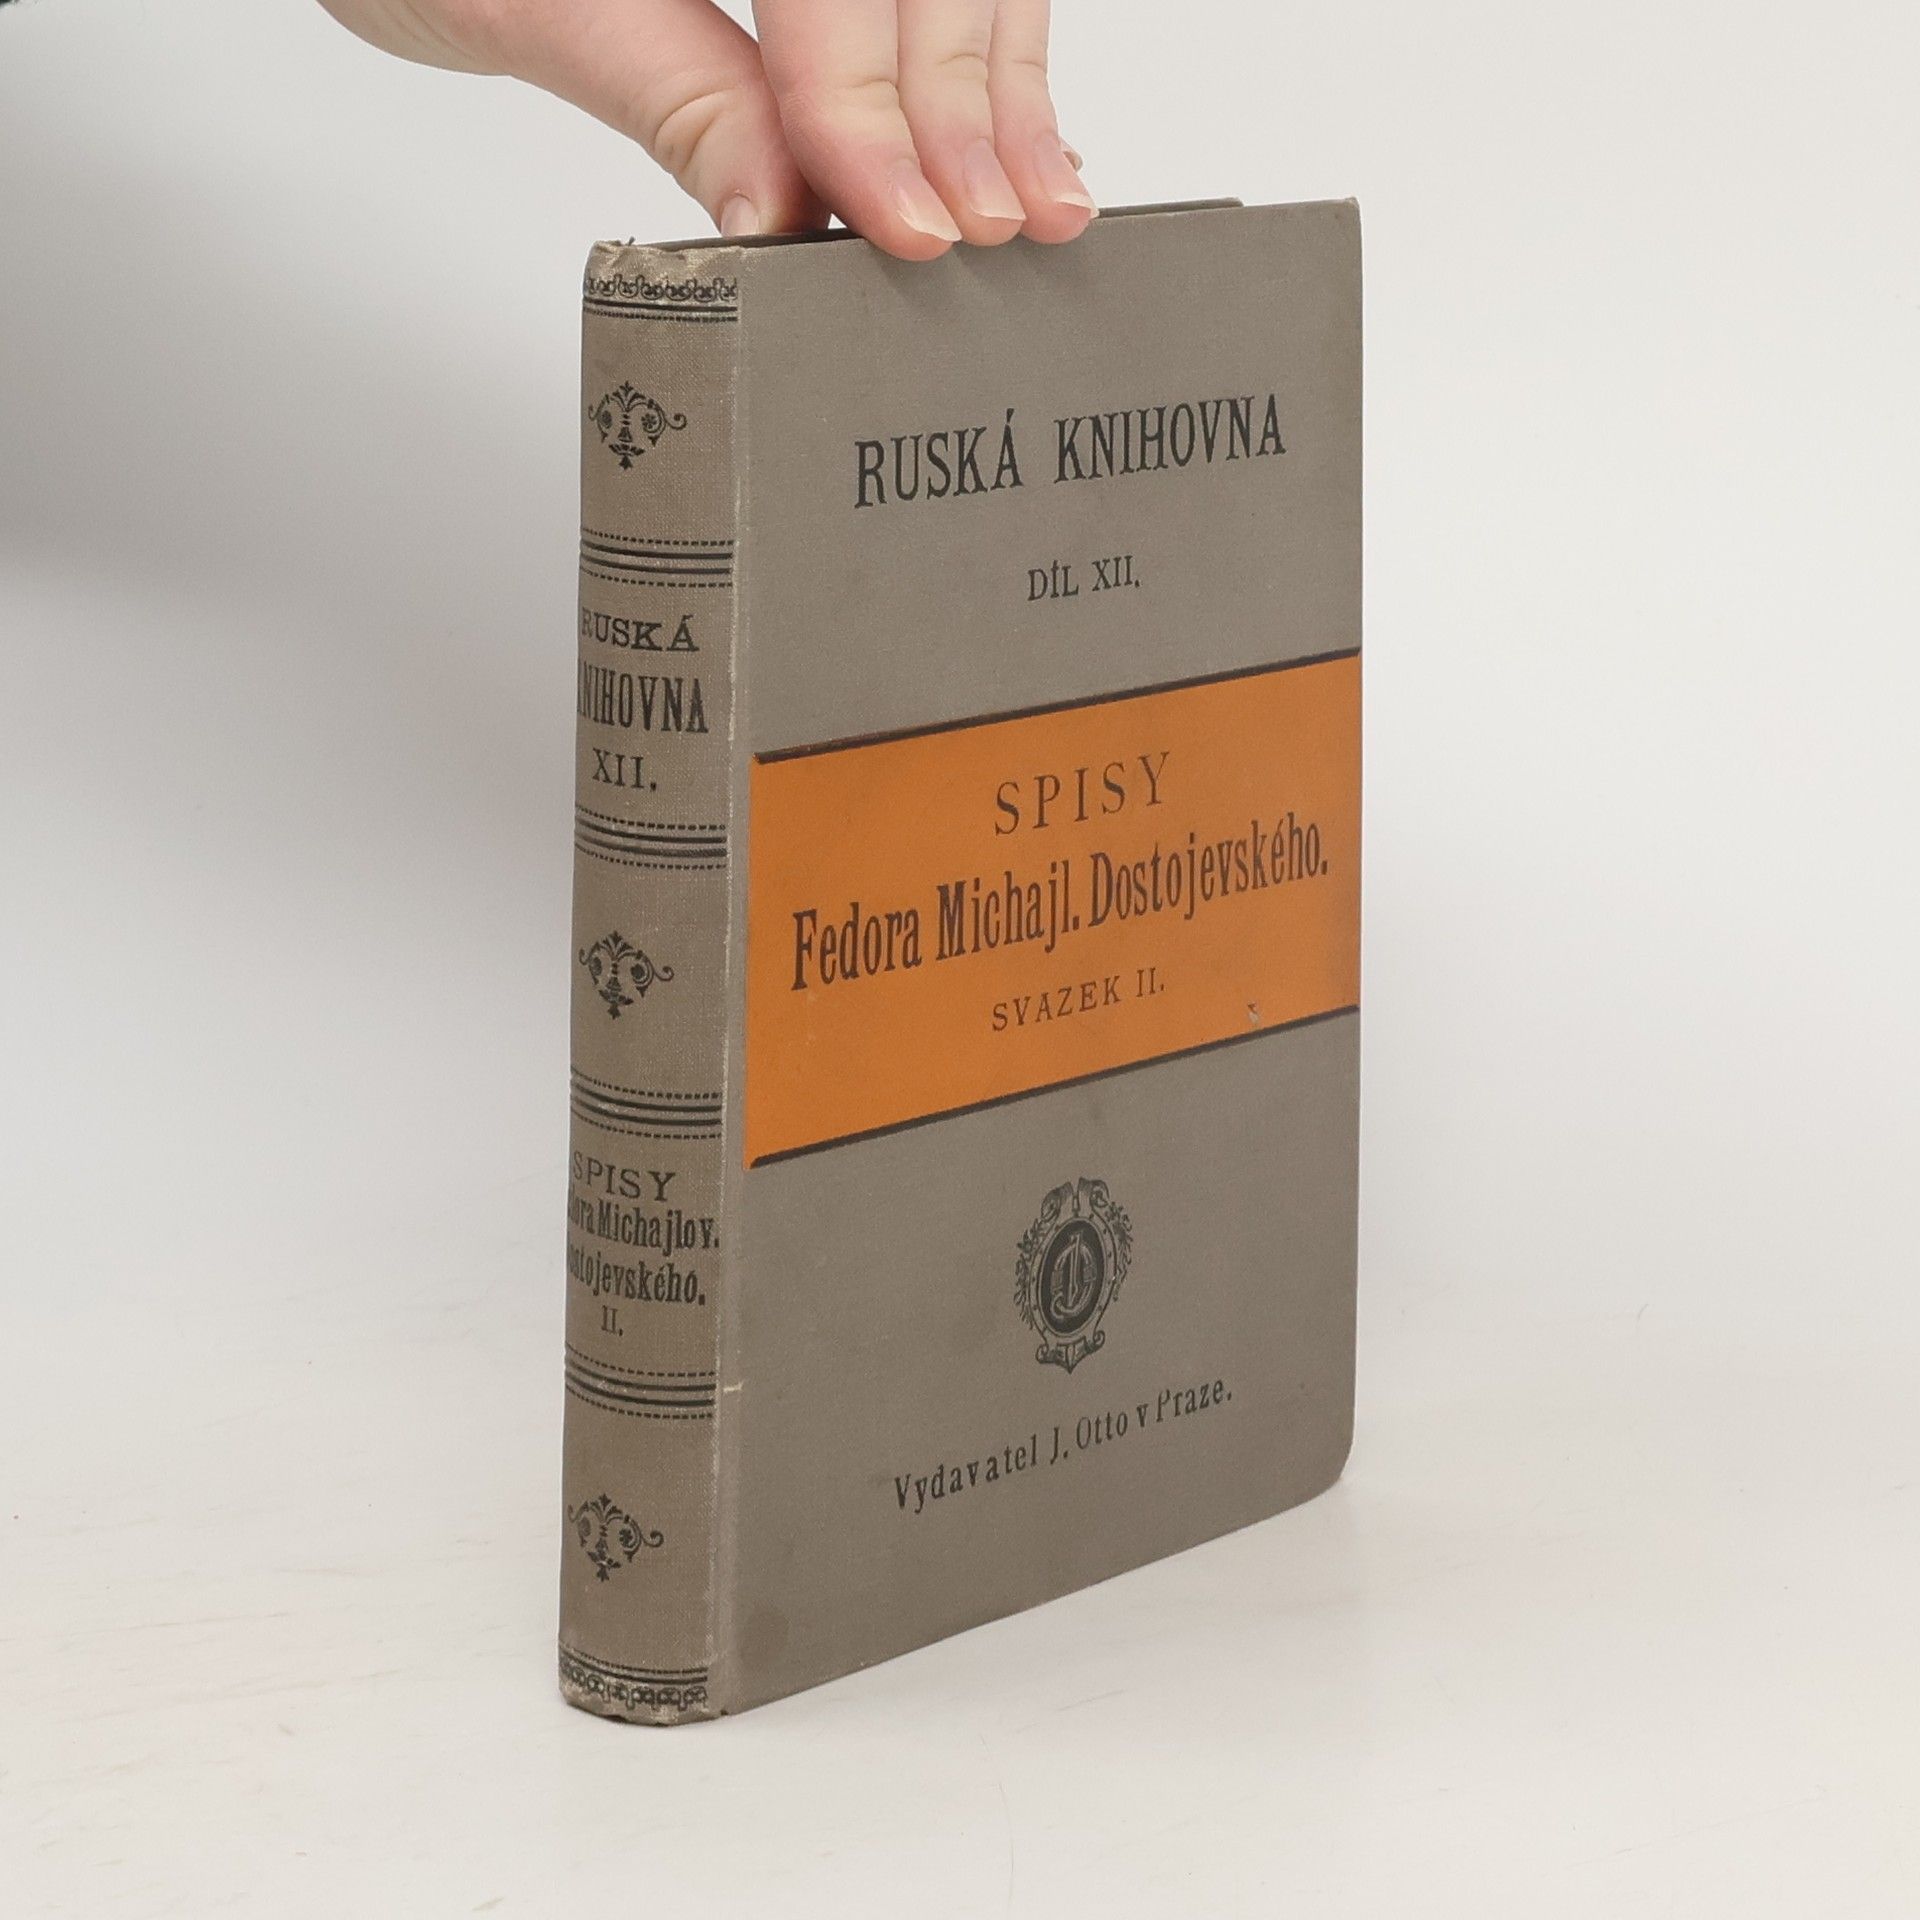 RUSKÁ KNIHOVNA
DÍL XII.
SPISY
Fedora Michajl. Dostojevského.
SVAZEK II.
Vydavatel J. Otto v Praze.
RUSKÁ
KNIHOVNA
XII.
SPISY
Michajlov.
Dostojevského.
II.